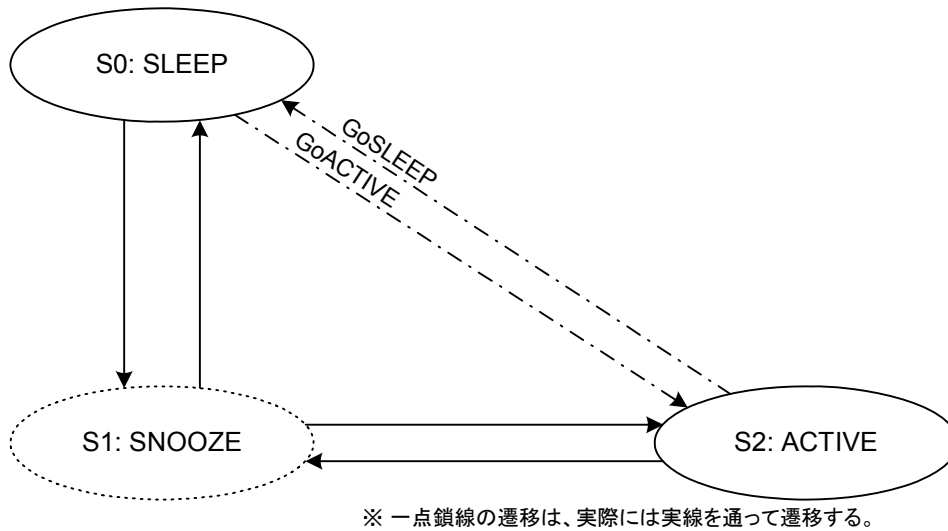 S0: SLEEP
GoSLEEP
GoACTIVE
S1: SNOOZE
S2: ACTIVE
※ 一点鎖線の遷移は、実際には実線を通って遷移する。